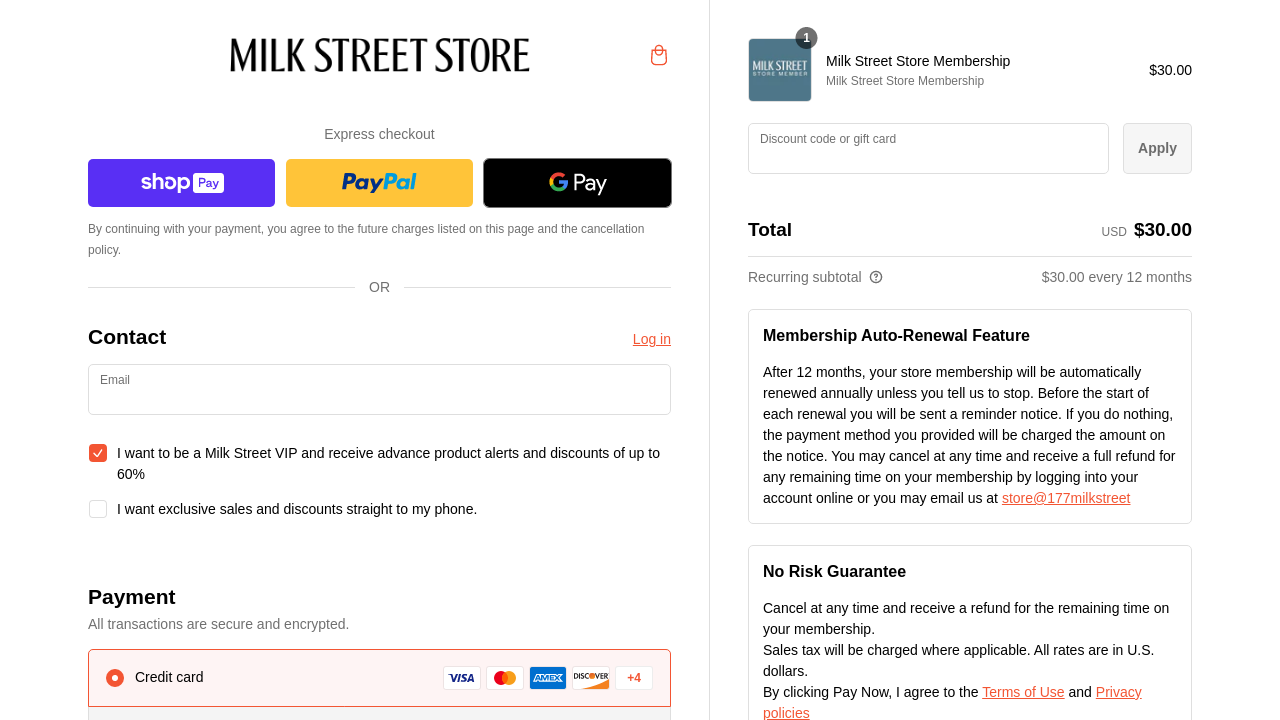 MILK STREET STORE
Express checkout
shop Pay
PayPal
G Pay
By continuing with your payment, you agree to the future charges listed on this page and the cancellation
policy.
OR
Contact
Log in
Email
I want to be a Milk Street VIP and receive advance product alerts and discounts of up to
60%
I want exclusive sales and discounts straight to my phone.
Payment
All transactions are secure and encrypted.
Credit card
VISA
AMEX
DISCOVER
+4
MILK STREET
STORE MEMBER
1
Milk Street Store Membership
Milk Street Store Membership
$30.00
Discount code or gift card
Apply
Total
USD $30.00
Recurring subtotal
$30.00 every 12 months
Membership Auto-Renewal Feature
After 12 months, your store membership will be automatically
renewed annually unless you tell us to stop. Before the start of
each renewal you will be sent a reminder notice. If you do nothing,
the payment method you provided will be charged the amount on
the notice. You may cancel at any time and receive a full refund for
any remaining time on your membership by logging into your
account online or you may email us at store@177milkstreet
No Risk Guarantee
Cancel at any time and receive a refund for the remaining time on
your membership.
Sales tax will be charged where applicable. All rates are in U.S.
dollars.
By clicking Pay Now, I agree to the Terms of Use and Privacy
policies